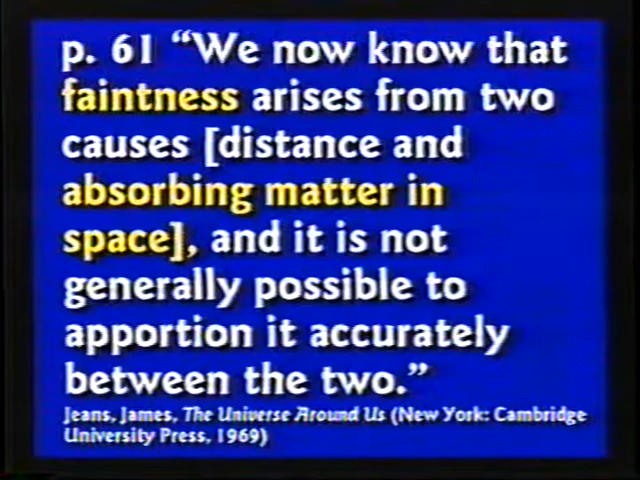 p. 61 “We now know that
faintness arises from two
causes [distance and
absorbing matter in
space], and it is not
generally possible to
apportion it accurately
between the two.”
Jeans, James, The Universe Around Us (New York: Cambridge
University Press, 1969)